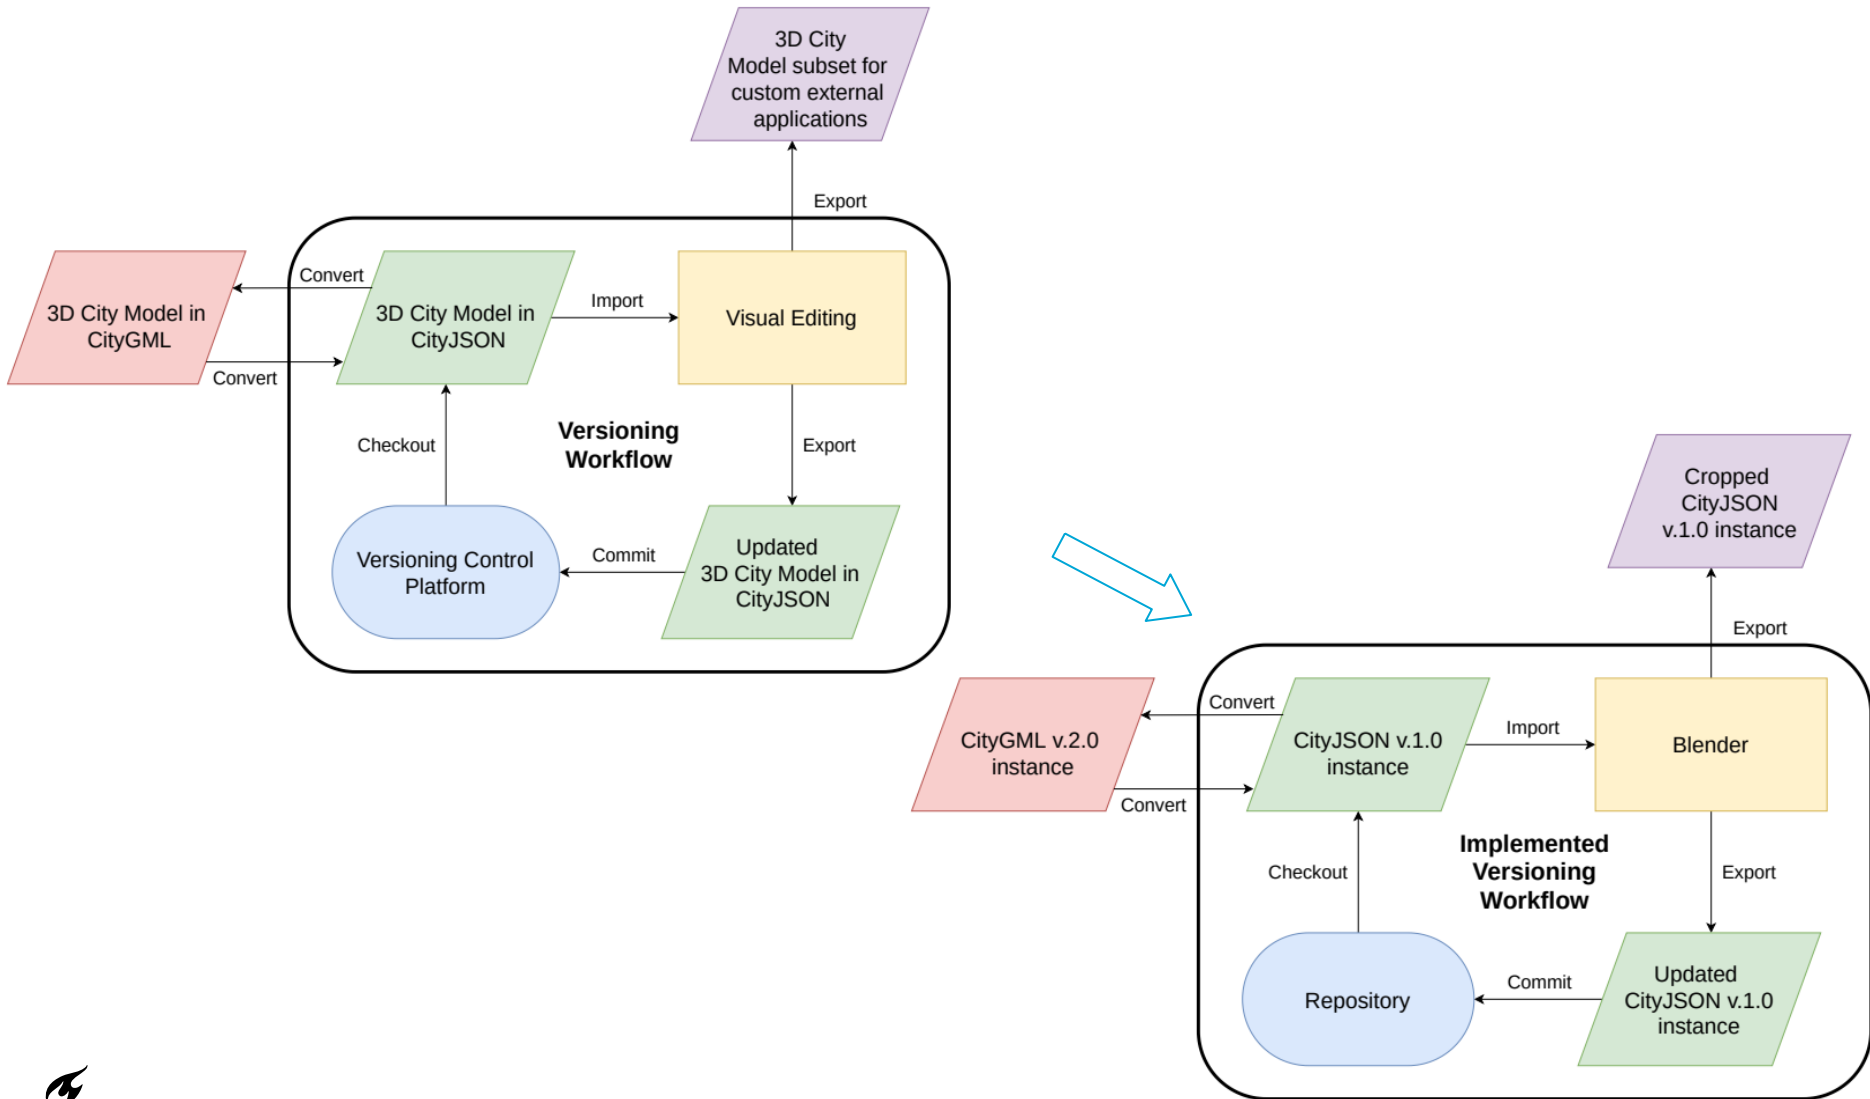 3D City
Model subset for
custom external
applications
Export
Convert
3D City Model in
CityGML
3D City Model in
CityJSON
Import
Visual Editing
Convert
Checkout
Versioning
Workflow
Export
Versioning Control
Platform
Commit
Updated
3D City Model in
CityJSON
Cropped
CityJSON
v.1.0 instance
Export
Convert
CityGML v.2.0
instance
CityJSON v.1.0
instance
Import
Blender
Convert
Checkout
Implemented
Versioning
Workflow
Export
Repository
Commit
Updated
CityJSON v.1.0
instance